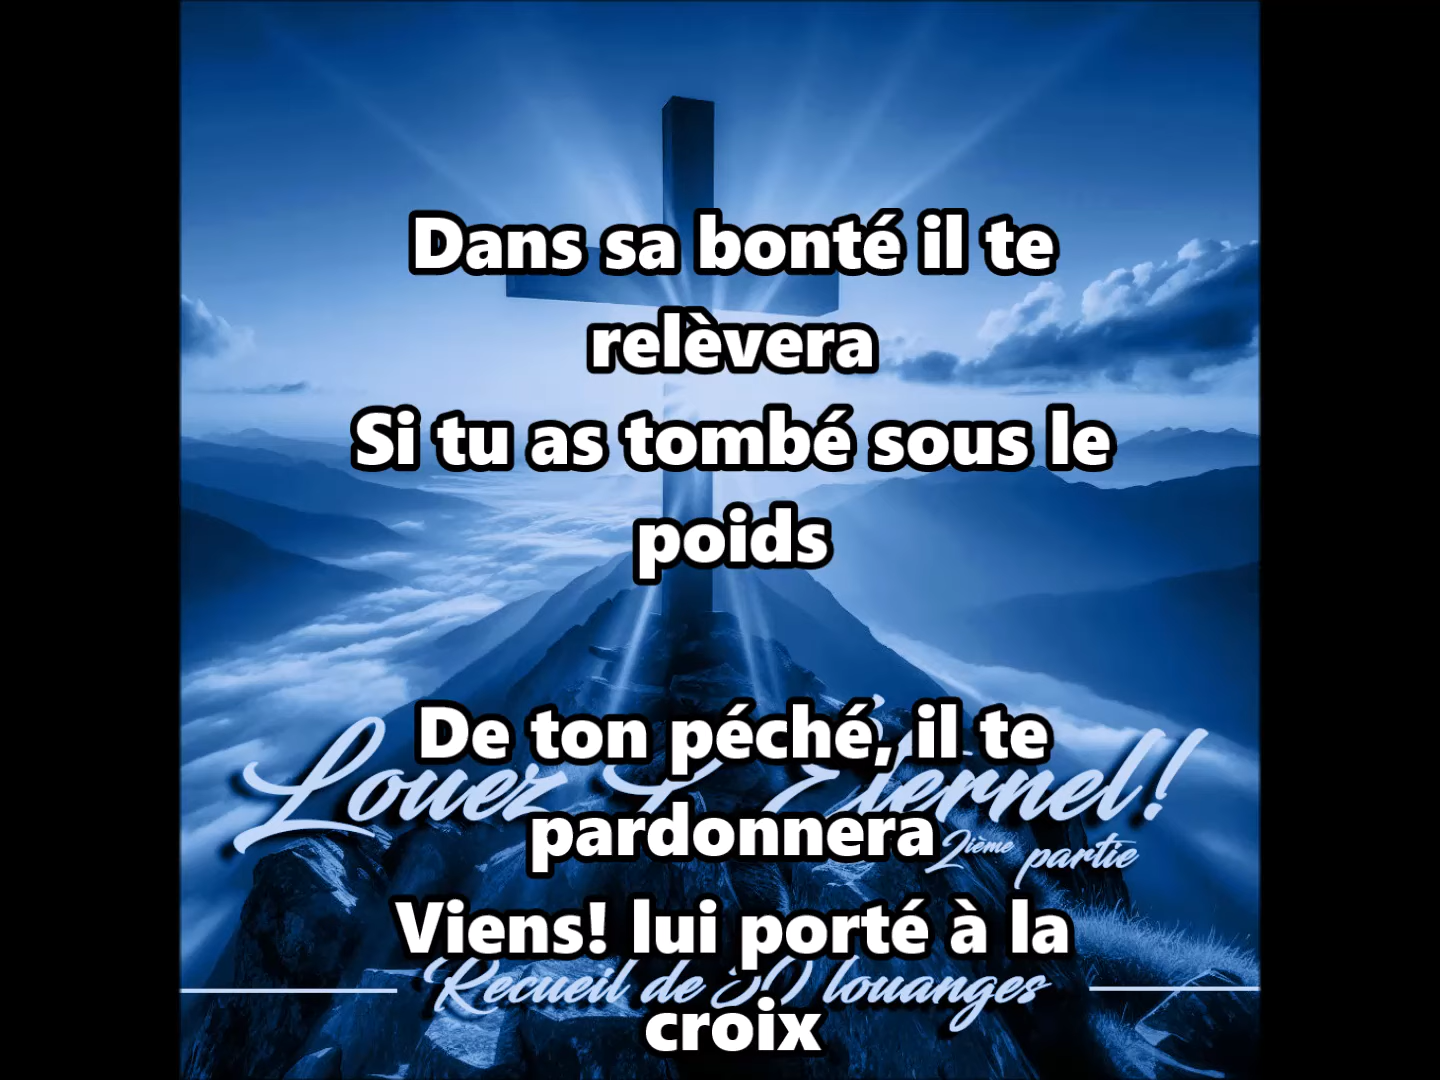 Dans sa bonté il te
relèvera
Si tu as tombé sous le
poids
De ton péché, il te
pardonnera
Viens! lui porté à la
croix
Louez L'Éternel!
2ième partie
Recueil de 80 louanges